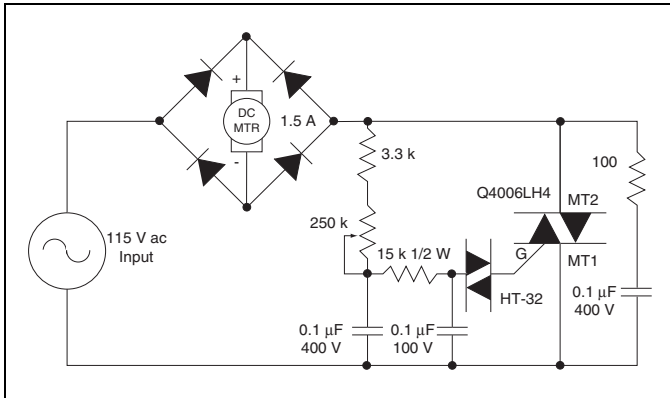 +
DC
MTR
1.5 A
-
3.3 k
100
Q4006LH4
MT2
250 k
115 V ac
Input
15 k 1/2 W
G
MT1
HT-32
0.1 µF
400 V
0.1 µF
100 V
0.1 µF
400 V